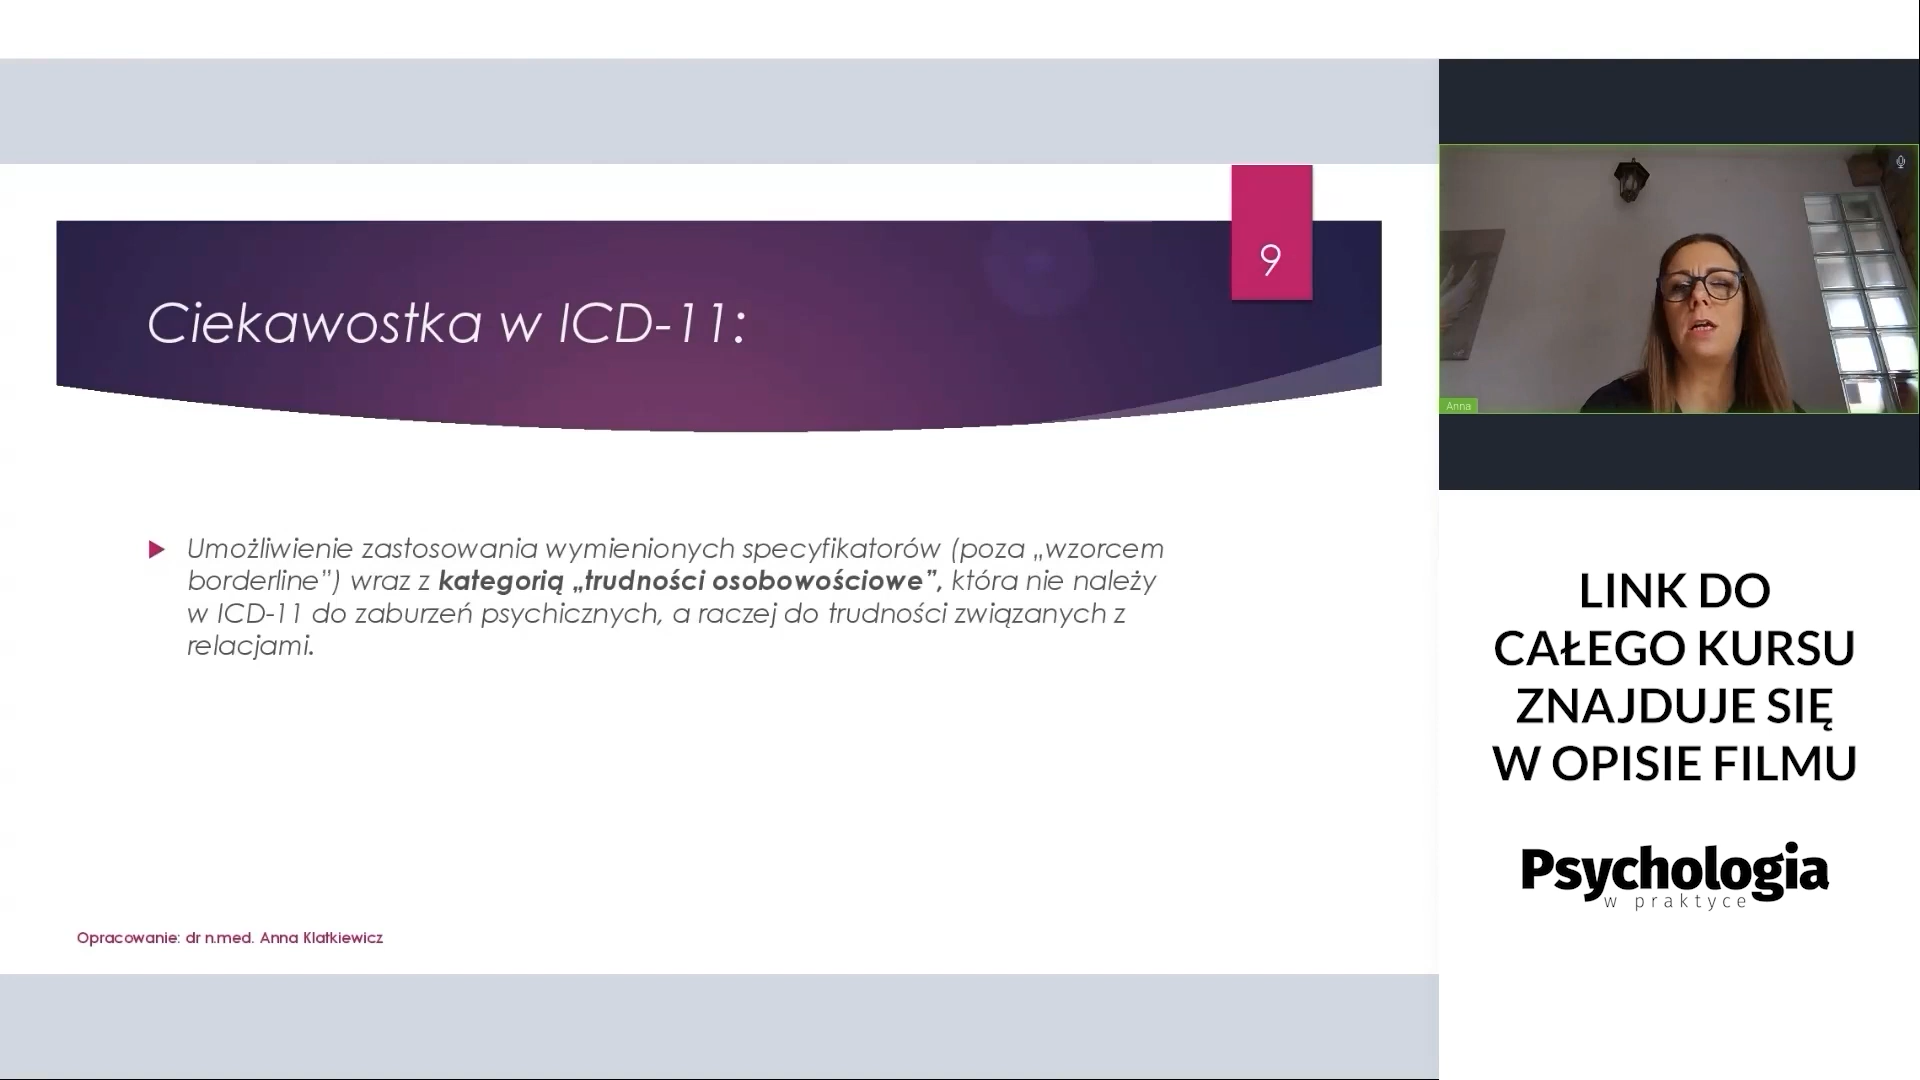 9
Ciekawostka w ICD-11:
Umożliwienie zastosowania wymienionych specyfikatorów (poza „wzorcem
borderline”) wraz z kategorią „trudności osobowościowe”, która nie należy
w ICD-11 do zaburzeń psychicznych, a raczej do trudności związanych z
relacjami.
Opracowanie: dr n.med. Anna Klatkiewicz
Anna
LINK DO
CAŁEGO KURSU
ZNAJDUJE SIĘ
W OPISIE FILMU
Psychologia
w praktyce